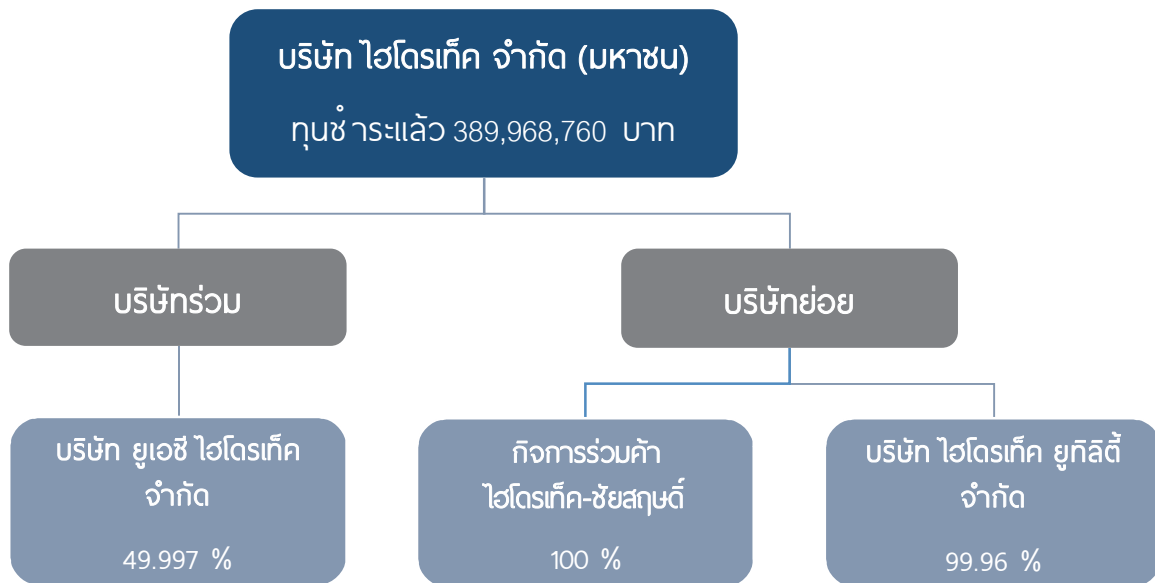 บริษัท ไฮโดรเท็ค จำกัด (มหาชน)
ทุนชำระแล้ว 389,968,760 บาท
บริษัทร่วม
บริษัทย่อย
บริษัท ยูเอซี ไฮโดรเท็ค
จำกัด
49.997 %
กิจการร่วมค้า
ไฮโดรเท็ค-ชัยสฤษดิ์
100 %
บริษัท ไฮโดรเท็ค ยูทิลิตี้
จำกัด
99.96 %